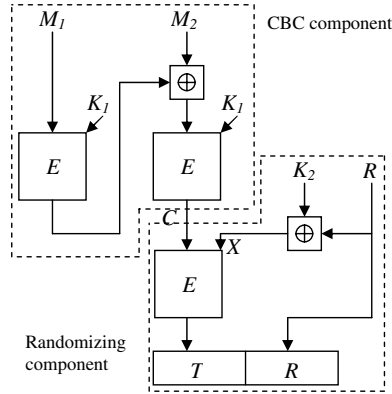 M₁ M₂ CBC component
⊕
K₁ K₁
E E
K₂ R
C
⊕
X
E
Randomizing
component
T R